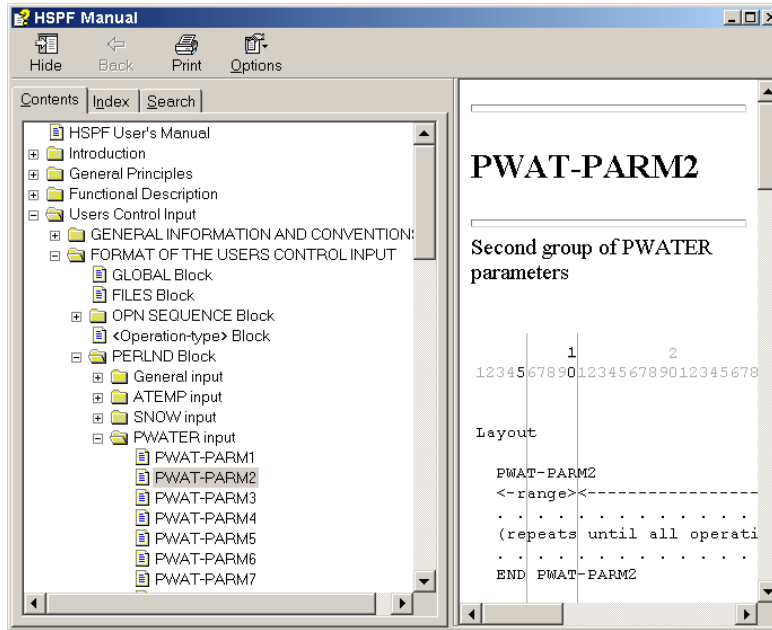 HSPF Manual
Hide Back Print Options
Contents Index Search
HSPF User's Manual
Introduction
General Principles
Functional Description
Users Control Input
GENERAL INFORMATION AND CONVENTION
FORMAT OF THE USERS CONTROL INPUT
GLOBAL Block
FILES Block
OPN SEQUENCE Block
<Operation-type> Block
PERLND Block
General input
ATEMP input
SNOW input
PWATER input
PWAT-PARM1
PWAT-PARM2
PWAT-PARM3
PWAT-PARM4
PWAT-PARM5
PWAT-PARM6
PWAT-PARM7
PWAT-PARM2
Second group of PWATER
parameters
1 2
1234567890123456789012345678
Layout
PWAT-PARM2
<-range><-----------------
. . . . . . . . . . . . .
(repeats until all operati
. . . . . . . . . . . . .
END PWAT-PARM2